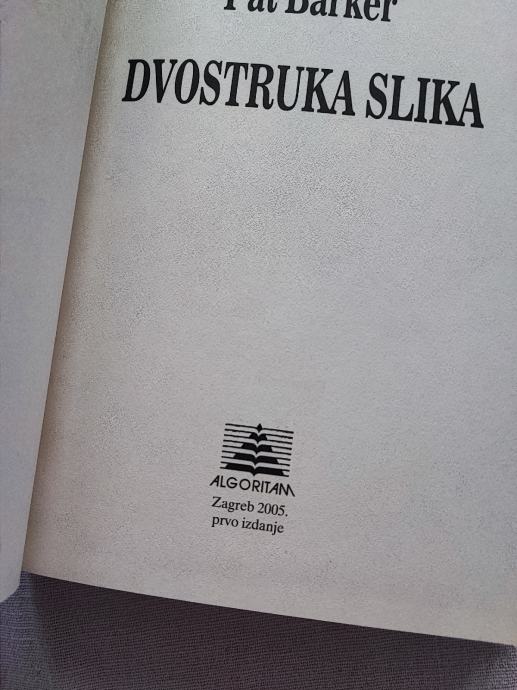 Pat Barker
DVOSTRUKA SLIKA
ALGORITAM
Zagreb 2005.
prvo izdanje